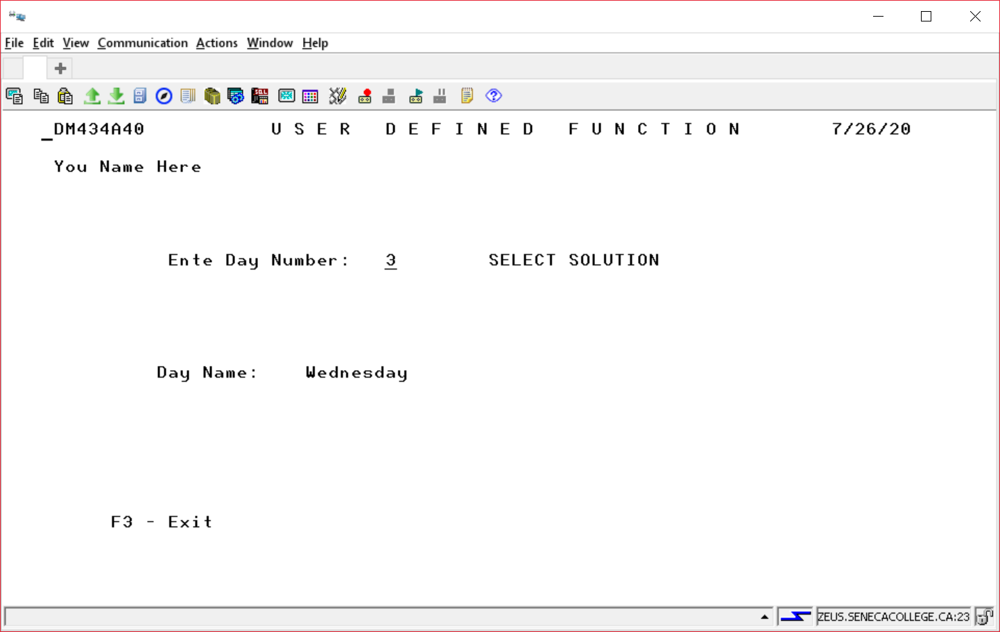 File Edit View Communication Actions Window Help
DM434A40 U S E R D E F I N E D F U N C T I O N 7/26/20
You Name Here
Ente Day Number: 3 SELECT SOLUTION
Day Name: Wednesday
F3 - Exit
ZEUS.SENECACOLLEGE.CA:23